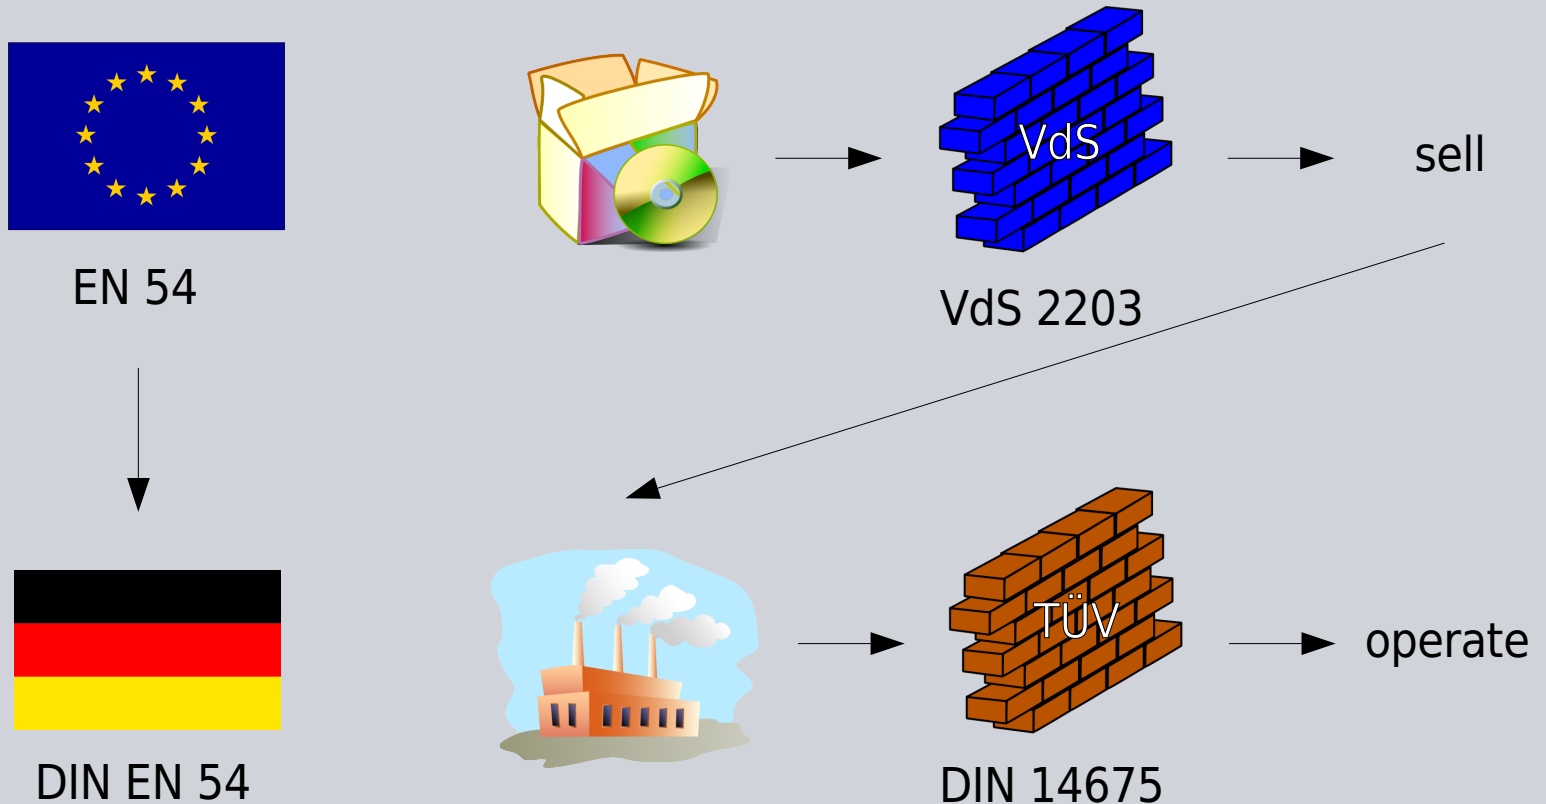 VdS
sell
EN 54
VdS 2203
TÜV
operate
DIN EN 54
DIN 14675